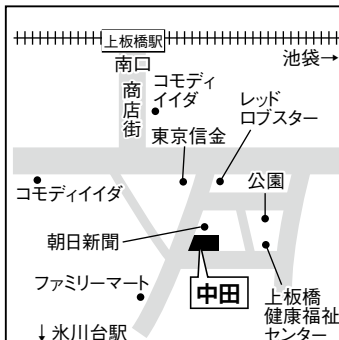 上板橋駅
池袋→
南口
商店街
コモディ
イイダ
レッド
ロブスター
東京信金
コモディイイダ
公園
朝日新聞
ファミリーマート
中田
上板橋
健康福祉
センター
↓氷川台駅